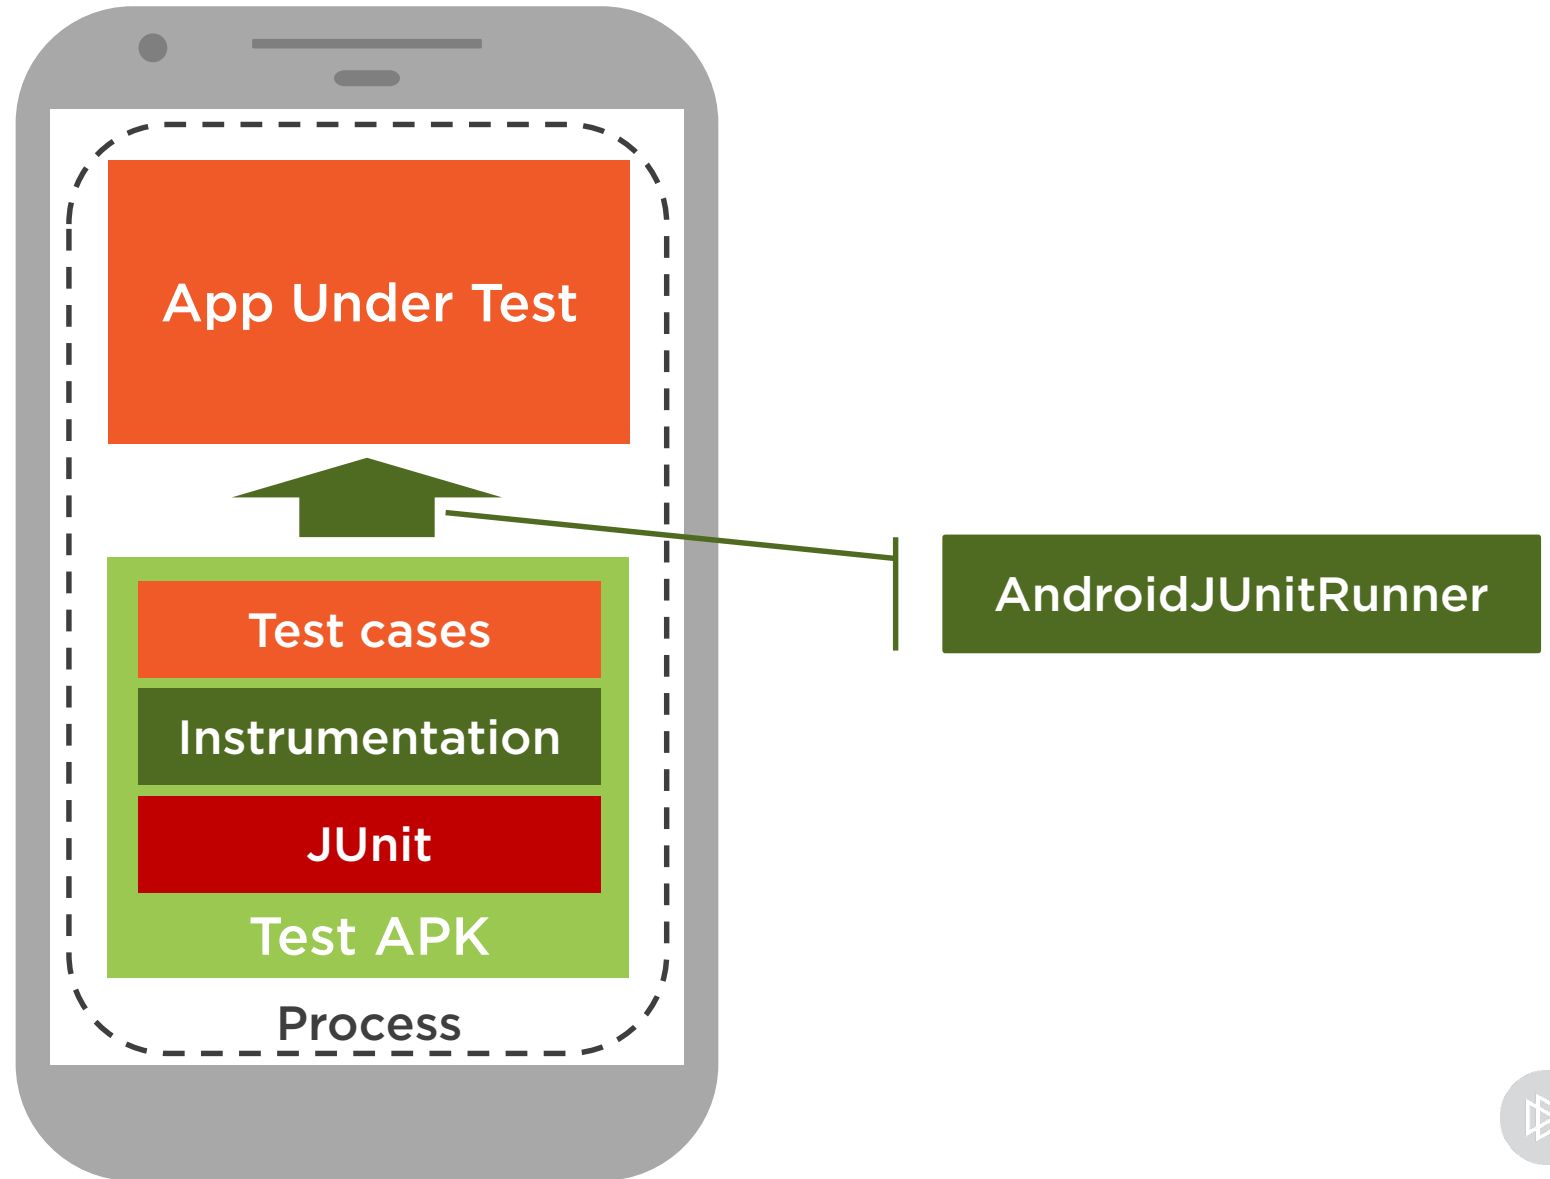 App Under Test
AndroidJUnitRunner
Test cases
Instrumentation
JUnit
Test APK
Process